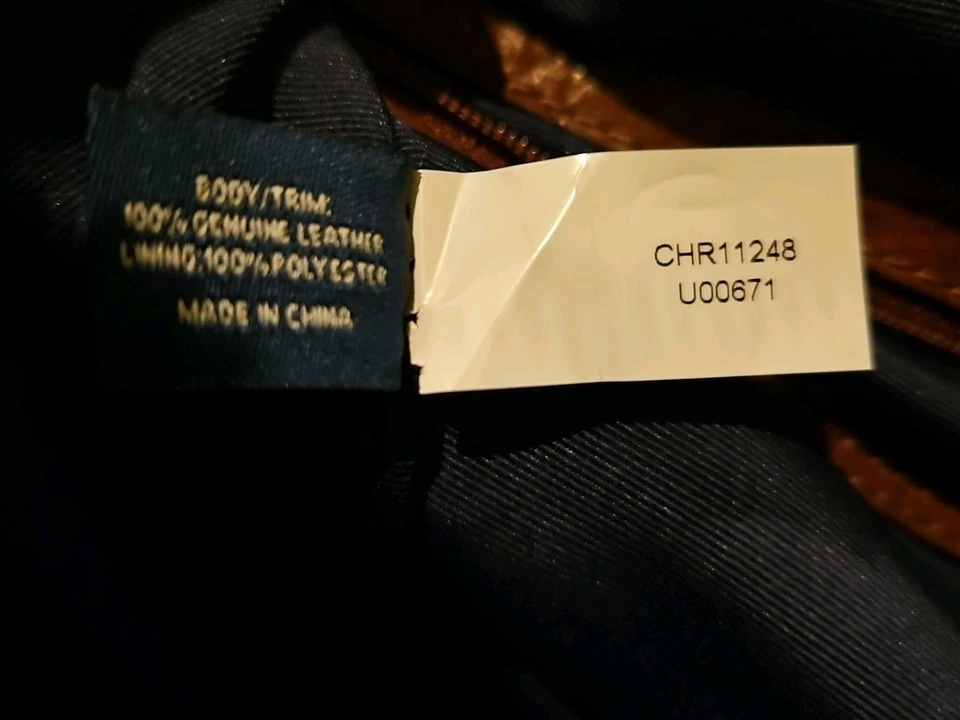 BODY/TRIM:
100% GENUINE LEATHER
LINING:100%POLYESTER
MADE IN CHINA
CHR11248
U00671